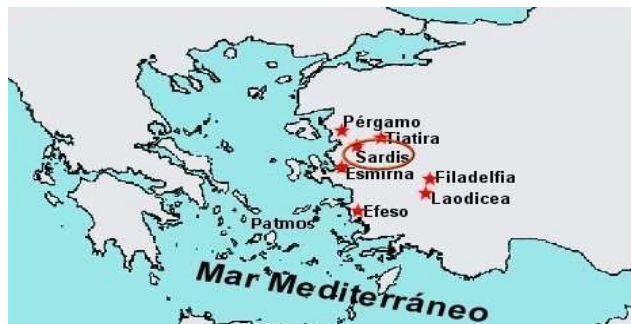 Pérgamo
Tiatira
Sardis
Esmirna
Filadelfia
Laodicea
Efeso
Patmos
Mar Mediterráneo